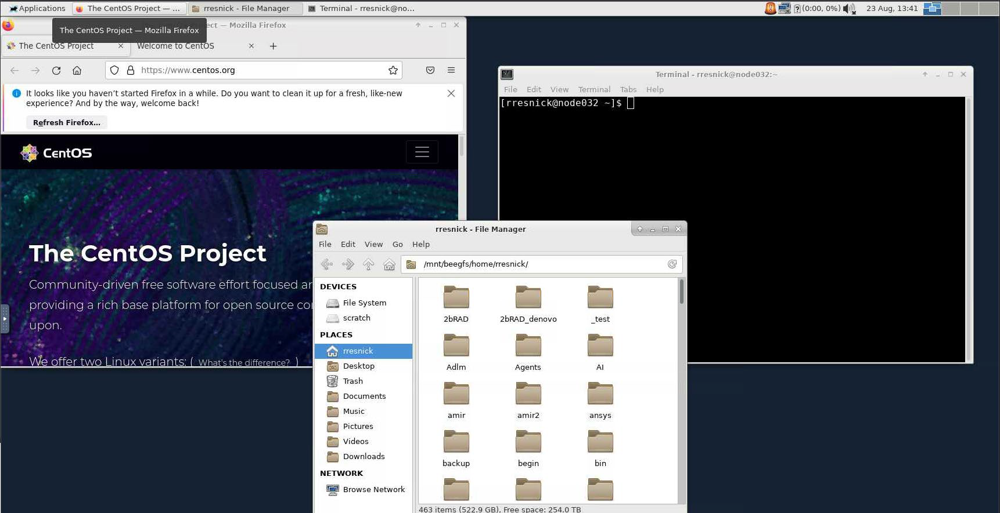 Applications
The CentOS Project — ...
rresnick - File Manager
Terminal - rresnick@no...
(0:00, 0%)
23 Aug, 13:41
ect — Mozilla Firefox
The CentOS Project — Mozilla Firefox
The CentOS Project
Welcome to CentOS
https://www.centos.org
It looks like you haven’t started Firefox in a while. Do you want to clean it up for a fresh, like-new
experience? And by the way, welcome back!
Refresh Firefox...
CentOS
The CentOS Project
Community-driven free software effort focused
providing a rich base platform for open source
upon.
We offer two Linux variants: ( What's the difference? )
Terminal - rresnick@node032:~
File Edit View Terminal Tabs Help
[rresnick@node032 ~]$
rresnick - File Manager
File Edit View Go Help
/mnt/beegfs/home/rresnick/
DEVICES
File System
scratch
PLACES
rresnick
Desktop
Trash
Documents
Music
Pictures
Videos
Downloads
NETWORK
Browse Network
2bRAD 2bRAD_denovo _test
Adlm Agents AI
amir amir2 ansys
backup begin bin
463 items (522.9 GB), Free space: 254.0 TB